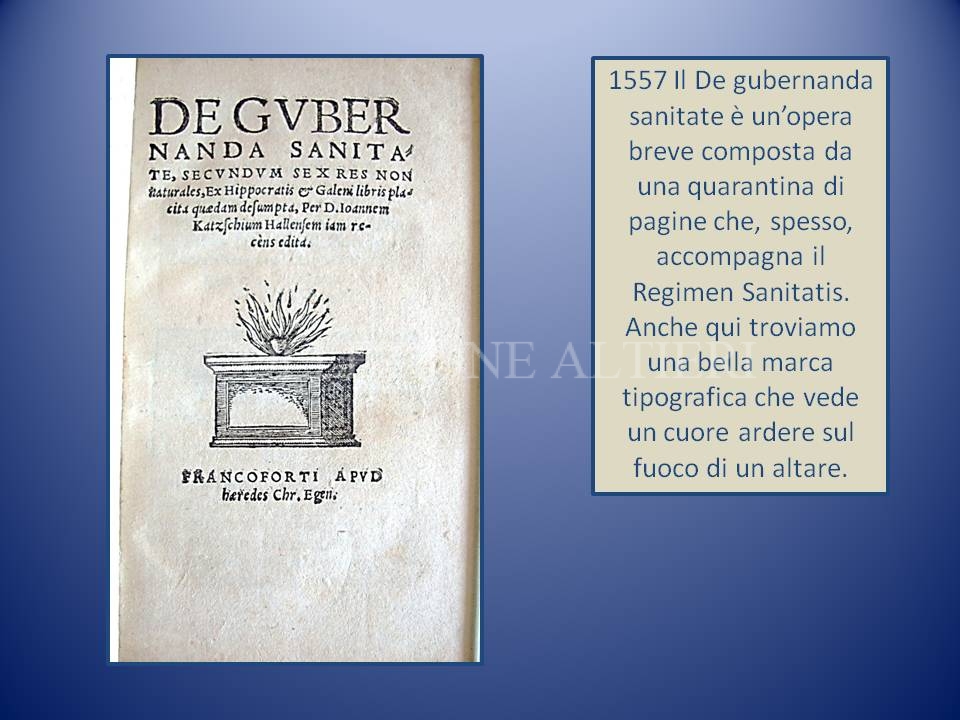 DE GVBER
NANDA SANITA-
TE, SECVNDVM SEX RES NON
naturales, Ex Hippocratis & Galeni libris pla-
cita quædam deſumpta, Per D. Ioannem
Katzſchium Hallenſem iam re-
cèns edita.
FRANCOFORTI APVD
hæredes Chr. Egen.
1557 Il De gubernanda
sanitate è un’opera
breve composta da
una quarantina di
pagine che, spesso,
accompagna il
Regimen Sanitatis.
Anche qui troviamo
una bella marca
tipografica che vede
un cuore ardere sul
fuoco di un altare.
NE ALTIERI